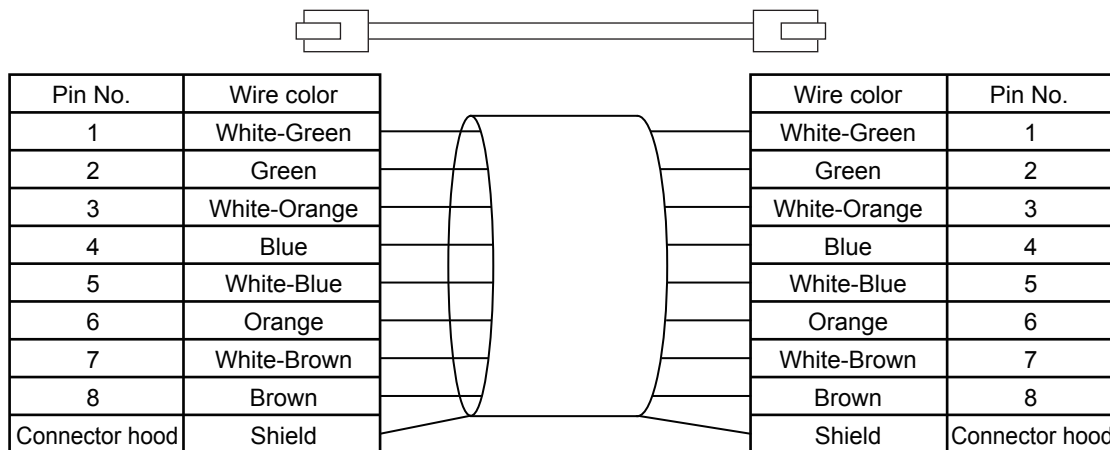 Pin No. Wire color Wire color Pin No.
1 White-Green White-Green 1
2 Green Green 2
3 White-Orange White-Orange 3
4 Blue Blue 4
5 White-Blue White-Blue 5
6 Orange Orange 6
7 White-Brown White-Brown 7
8 Brown Brown 8
Connector hood Shield Shield Connector hood